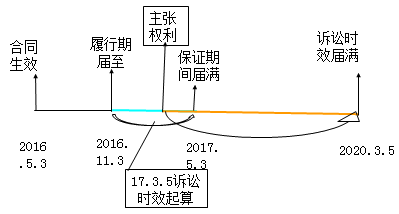 合同
生效
履行期
届至
主张
权利
保证期
间届满
诉讼时
效届满
2016
.5.3
2016.
11.3
2017.
5.3
2020.3.5
17.3.5诉讼
时效起算